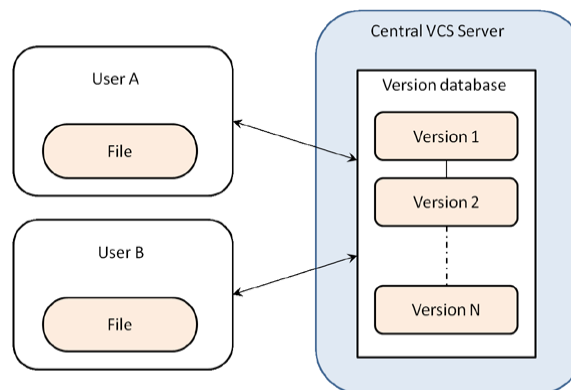 User A
File
User B
File
Central VCS Server
Version database
Version 1
Version 2
Version N